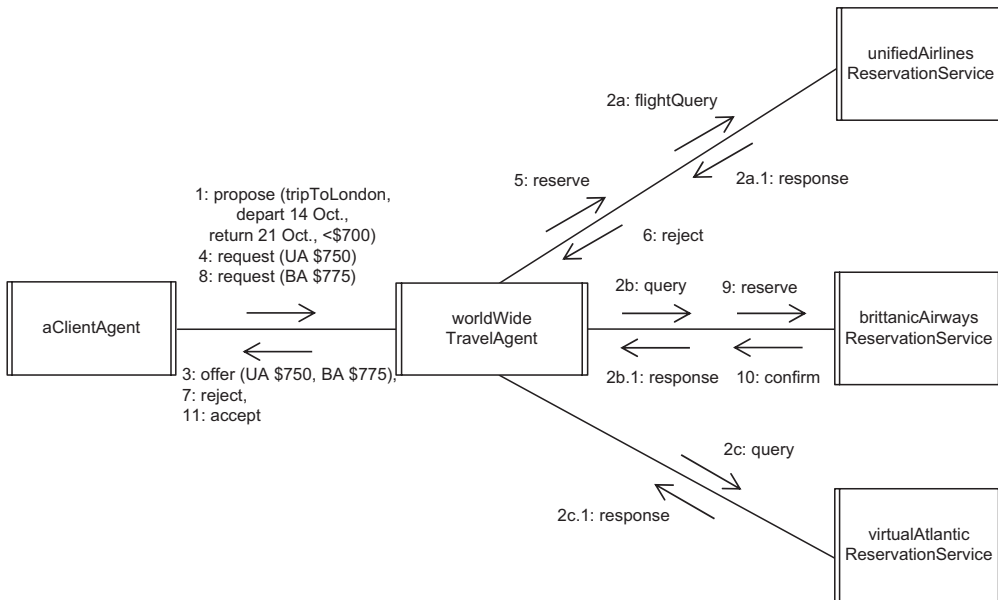 unifiedAirlines
ReservationService
2a: flightQuery
2a.1: response
5: reserve
6: reject
1: propose (tripToLondon,
depart 14 Oct.,
return 21 Oct., <$700)
4: request (UA $750)
8: request (BA $775)
aClientAgent
worldWide
TravelAgent
2b: query
9: reserve
brittanicAirways
ReservationService
3: offer (UA $750, BA $775),
7: reject,
11: accept
2b.1: response
10: confirm
2c: query
2c.1: response
virtualAtlantic
ReservationService